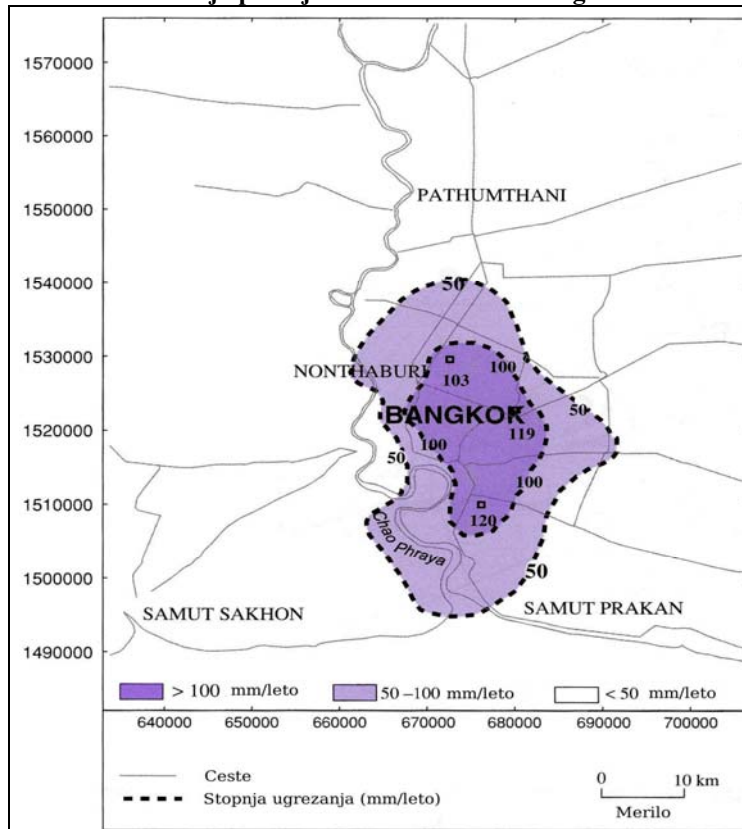 1570000
1560000
PATHUMTHANI
1550000
1540000
50
1530000
NONTHABURI
100
103
BANGKOK
50
1520000
119
100
50
100
1510000
120
Chao Phraya
50
1500000
SAMUT SAKHON
SAMUT PRAKAN
1490000
> 100 mm/leto 50 –100 mm/leto < 50 mm/leto
640000 650000 660000 670000 680000 690000 700000
Ceste
0 10 km
Stopnja ugrezanja (mm/leto)
Merilo